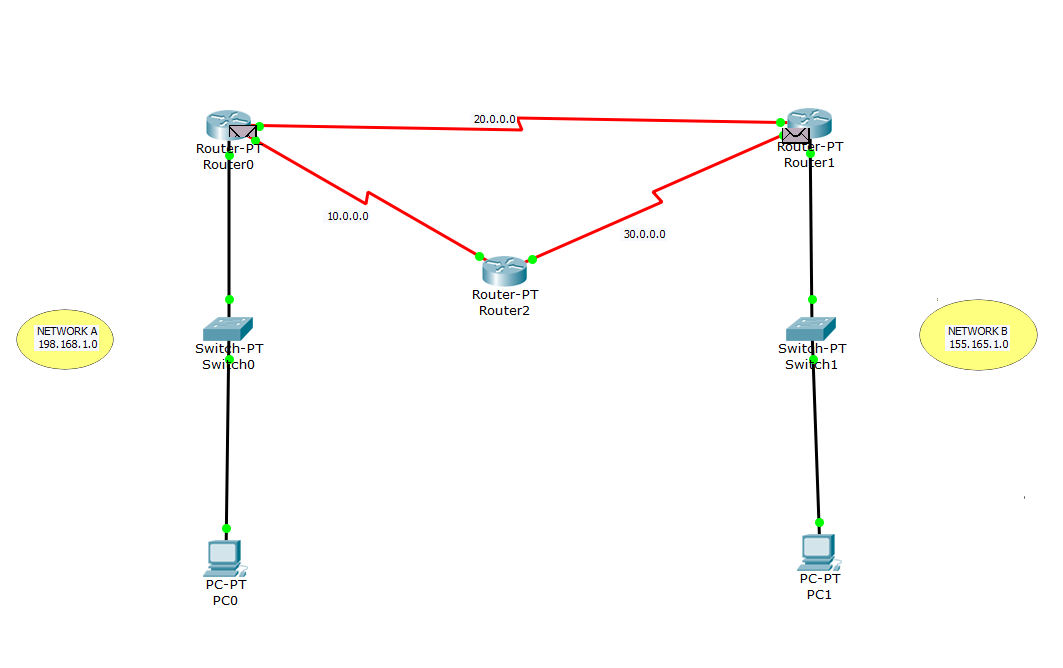 20.0.0.0
Router-PT
Router0
Router-PT
Router1
10.0.0.0
30.0.0.0
Router-PT
Router2
NETWORK A
198.168.1.0
Switch-PT
Switch0
Switch-PT
Switch1
NETWORK B
155.165.1.0
PC-PT
PC0
PC-PT
PC1